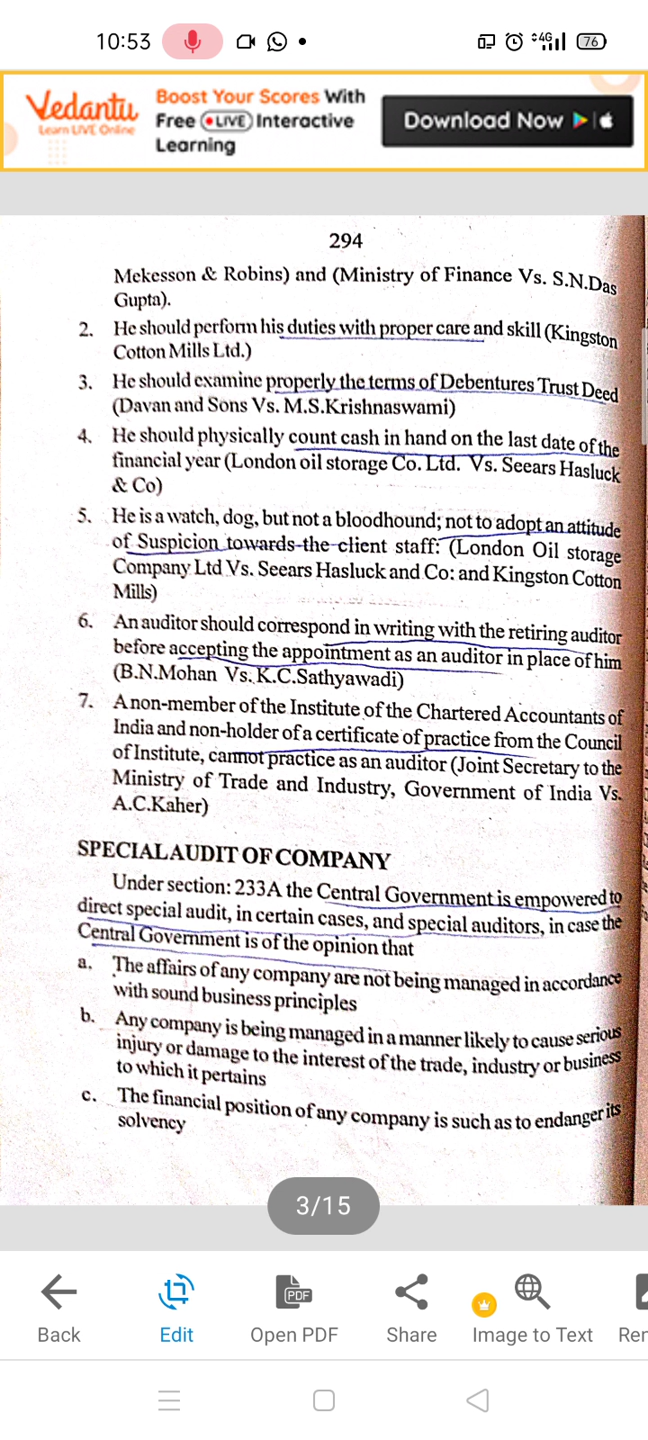 10:53
4G
76
Vedantu
Learn LIVE Online
Boost Your Scores With
Free LIVE Interactive
Learning
Download Now
294
Mekesson & Robins) and (Ministry of Finance Vs. S.N.Das
Gupta).
2. He should perform his duties with proper care and skill (Kingston
Cotton Mills Ltd.)
3. He should examine properly the terms of Debentures Trust Deed
(Davan and Sons Vs. M.S.Krishnaswami)
4. He should physically count cash in hand on the last date of the
financial year (London oil storage Co. Ltd. Vs. Seears Hasluck
& Co)
5. He is a watch, dog, but not a bloodhound; not to adopt an attitude
of Suspicion towards the client staff: (London Oil storage
Company Ltd Vs. Seears Hasluck and Co: and Kingston Cotton
Mills)
6. An auditor should correspond in writing with the retiring auditor
before accepting the appointment as an auditor in place of him
(B.N.Mohan Vs. K.C.Sathyawadi)
7. A non-member of the Institute of the Chartered Accountants of
India and non-holder of a certificate of practice from the Council
of Institute, cannot practice as an auditor (Joint Secretary to the
Ministry of Trade and Industry, Government of India Vs.
A.C.Kaher)
SPECIAL AUDIT OF COMPANY
Under section: 233A the Central Government is empowered to
direct special audit, in certain cases, and special auditors, in case the
Central Government is of the opinion that
a. The affairs of any company are not being managed in accordance
with sound business principles
b. Any company is being managed in a manner likely to cause serious
injury or damage to the interest of the trade, industry or business
to which it pertains
c. The financial position of any company is such as to endanger its
solvency
3/15
PDF
Back
Edit
Open PDF
Share
Image to Text
Rer